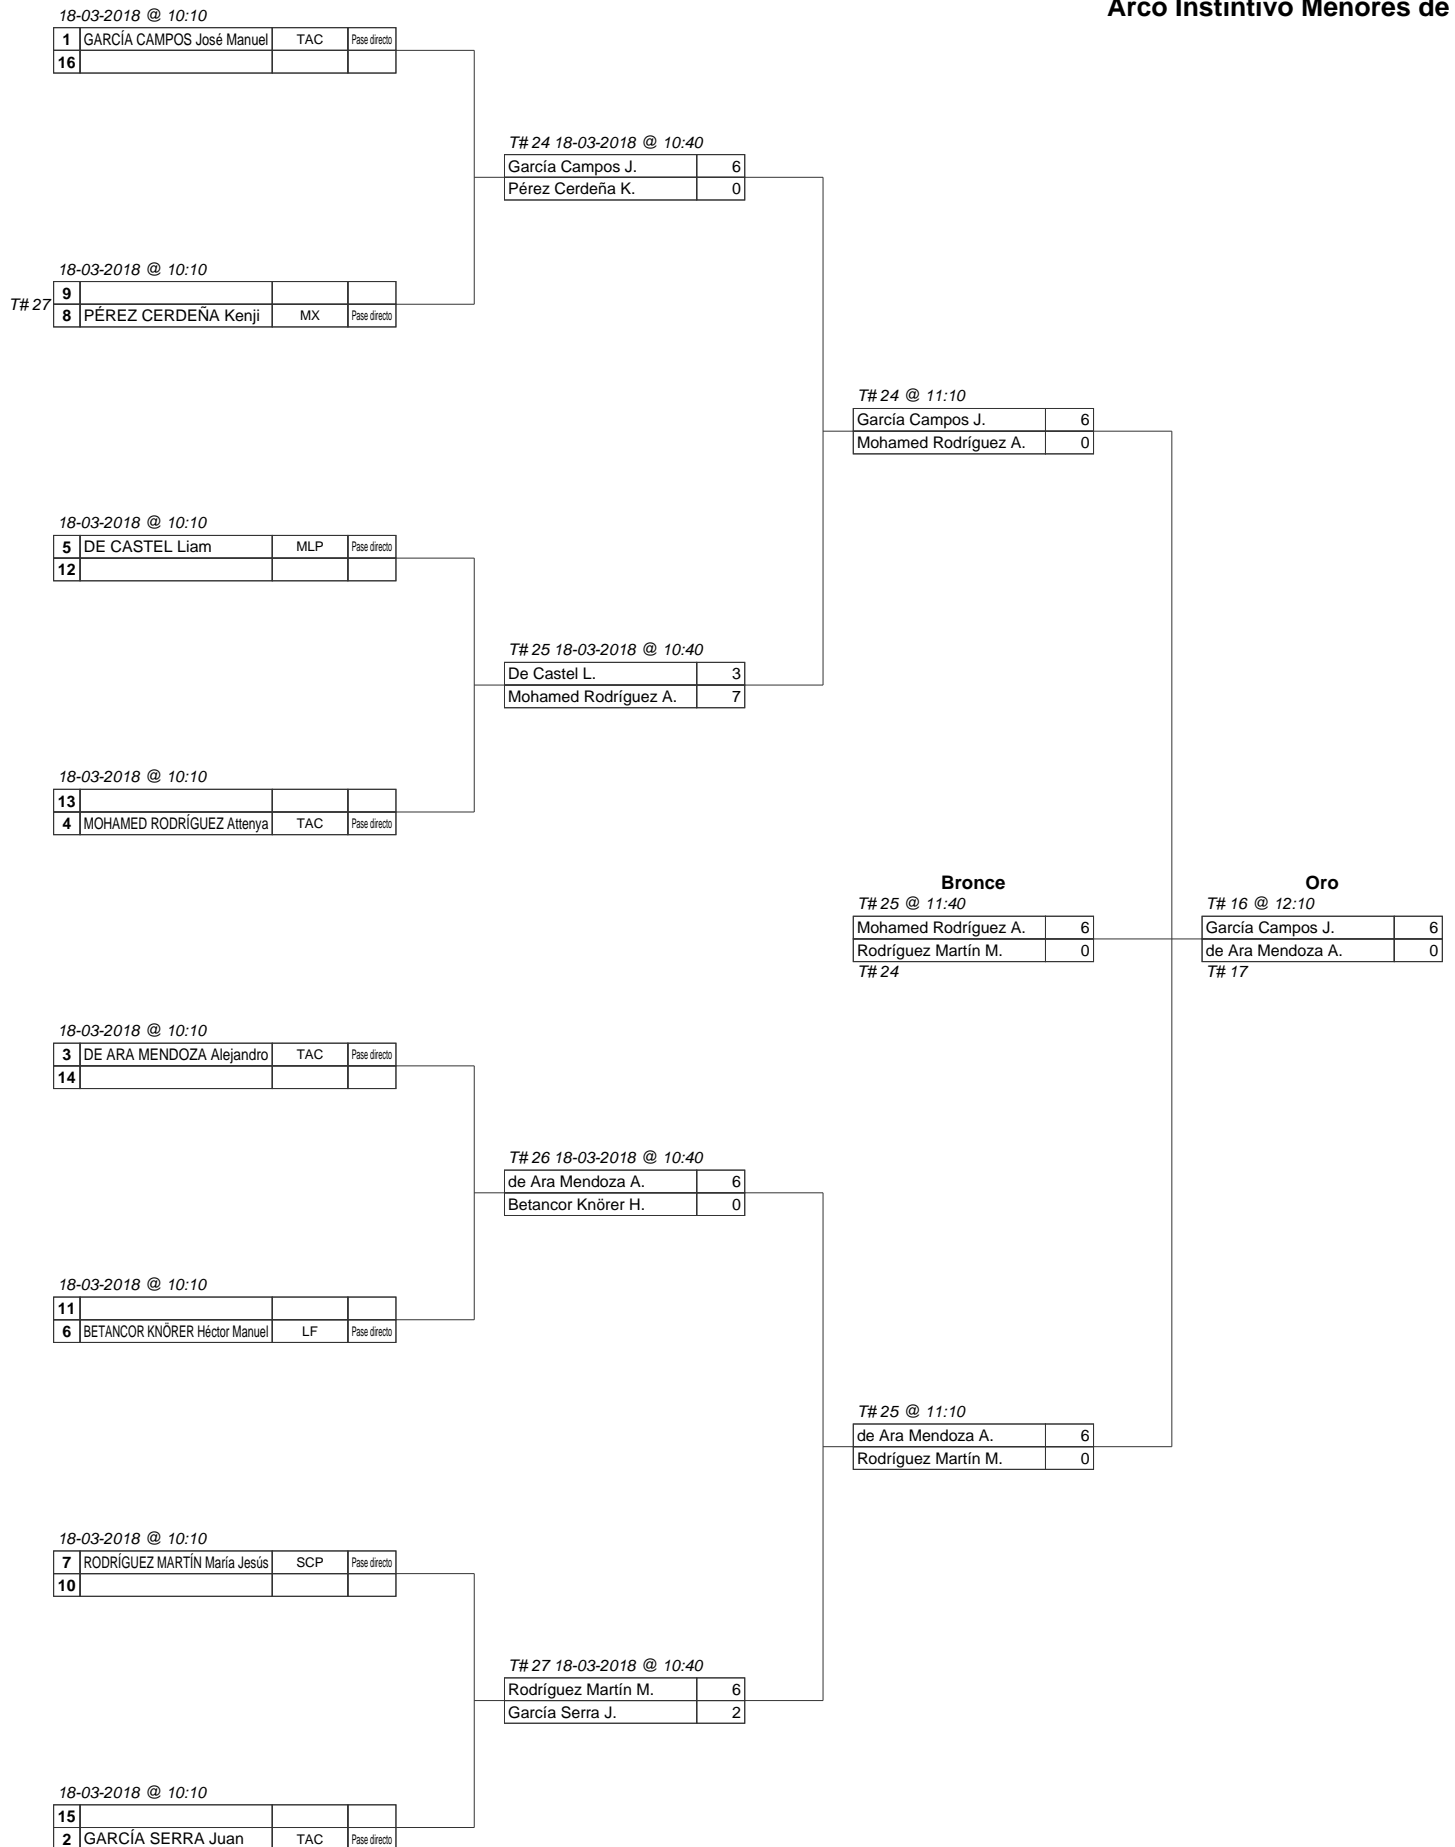 Arco Instintivo Menores de
18-03-2018 @ 10:10
1 GARCÍA CAMPOS José Manuel TAC Pase directo
16
T# 24 18-03-2018 @ 10:40
García Campos J. 6
Pérez Cerdeña K. 0
18-03-2018 @ 10:10
9
T# 27
8 PÉREZ CERDEÑA Kenji MX Pase directo
T# 24 @ 11:10
García Campos J. 6
Mohamed Rodríguez A. 0
18-03-2018 @ 10:10
5 DE CASTEL Liam MLP Pase directo
12
T# 25 18-03-2018 @ 10:40
De Castel L. 3
Mohamed Rodríguez A. 7
18-03-2018 @ 10:10
13
4 MOHAMED RODRÍGUEZ Attenya TAC Pase directo
Bronce
T# 25 @ 11:40
Mohamed Rodríguez A. 6
Rodríguez Martín M. 0
T# 24
Oro
T# 16 @ 12:10
García Campos J. 6
de Ara Mendoza A. 0
T# 17
18-03-2018 @ 10:10
3 DE ARA MENDOZA Alejandro TAC Pase directo
14
T# 26 18-03-2018 @ 10:40
de Ara Mendoza A. 6
Betancor Knörer H. 0
18-03-2018 @ 10:10
11
6 BETANCOR KNÖRER Héctor Manuel LF Pase directo
T# 25 @ 11:10
de Ara Mendoza A. 6
Rodríguez Martín M. 0
18-03-2018 @ 10:10
7 RODRÍGUEZ MARTÍN María Jesús SCP Pase directo
10
T# 27 18-03-2018 @ 10:40
Rodríguez Martín M. 6
García Serra J. 2
18-03-2018 @ 10:10
15
2 GARCÍA SERRA Juan TAC Pase directo